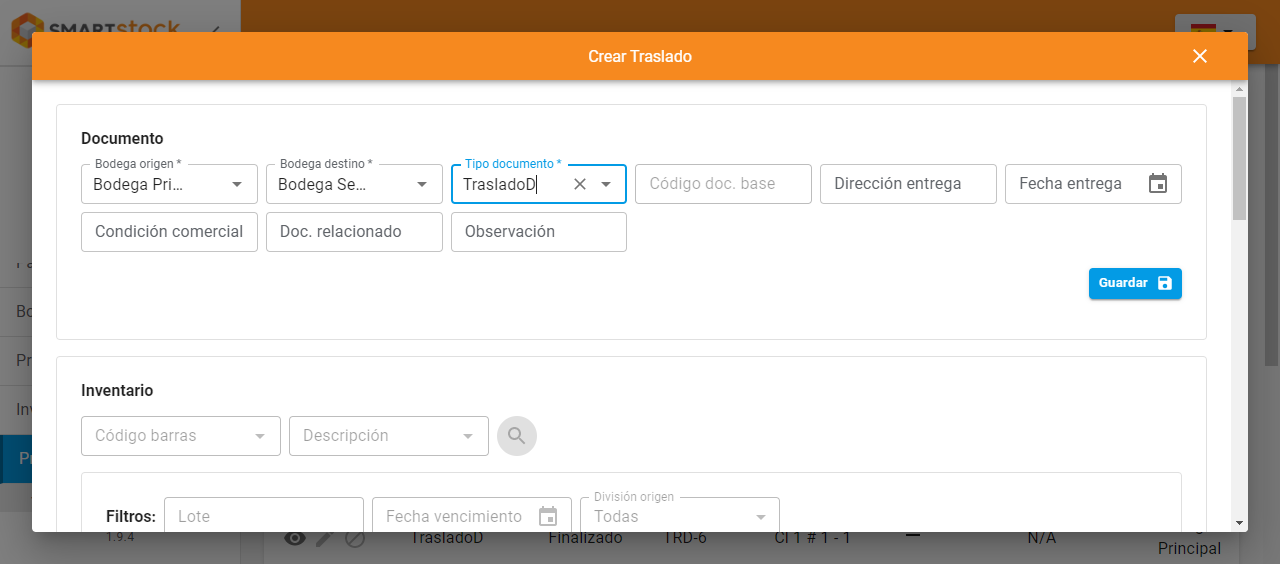 SMARTstock
Crear Traslado
Documento
Bodega origen *
Bodega destino *
Tipo documento *
Bodega Pri...
Bodega Se...
TrasladoD
Código doc. base
Dirección entrega
Fecha entrega
Condición comercial
Doc. relacionado
Observación
Guardar
Bo
Pr
Inventario
Inv
Código barras
Descripción
Pr
División origen
Filtros:
Lote
Fecha vencimiento
Todas
1.9.4
TrasladoD
Finalizado
TRD-6
Cl 1 # 1 - 1
N/A
Principal